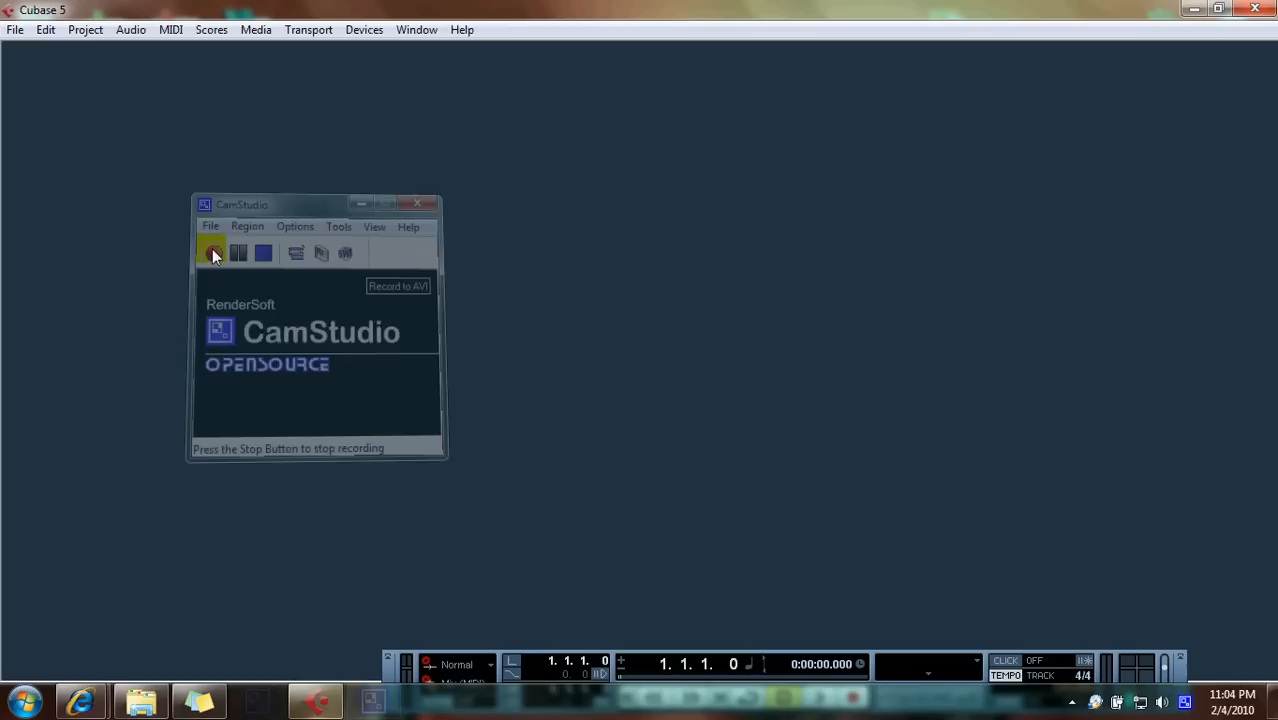 Cubase 5
File Edit Project Audio MIDI Scores Media Transport Devices Window Help
CamStudio
File Region Options Tools View Help
Record to AVI
RenderSoft
CamStudio
OPENSOURCE
Press the Stop Button to stop recording
Normal
1. 1. 1. 0
0. 0
1. 1. 1. 0
0:00:00.000
CLICK OFF
TEMPO TRACK 4/4
11:04 PM
2/4/2010